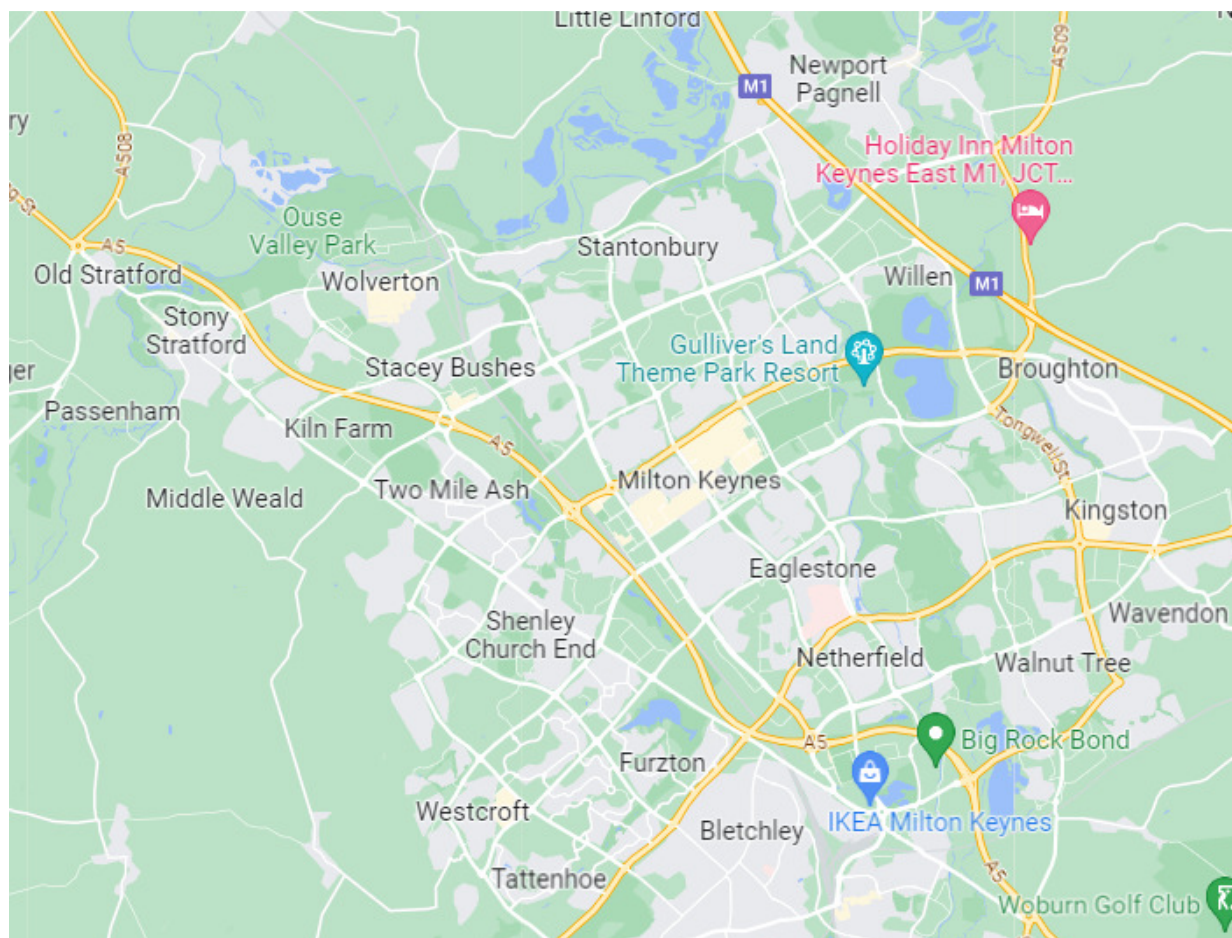 Little Linford
Newport
Pagnell
M1
A509
ry
A508
Holiday Inn Milton
Keynes East M1, JCT...
Ouse
Valley Park
A5
Stantonbury
Old Stratford
Wolverton
Willen
M1
Stony
Stratford
Gulliver's Land
Theme Park Resort
Stacey Bushes
Broughton
ger
Passenham
Kiln Farm
A5
Tongwell St
Milton Keynes
Two Mile Ash
Middle Weald
Kingston
Eaglestone
Shenley
Church End
Wavendon
Netherfield
Walnut Tree
A5
Big Rock Bond
Furzton
Westcroft
Bletchley
IKEA Milton Keynes
A5
Tattenhoe
Woburn Golf Club